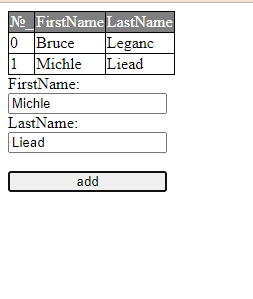 №_ FirstName LastName
0 Bruce Leganc
1 Michle Liead
FirstName:
Michle
LastName:
Liead
add